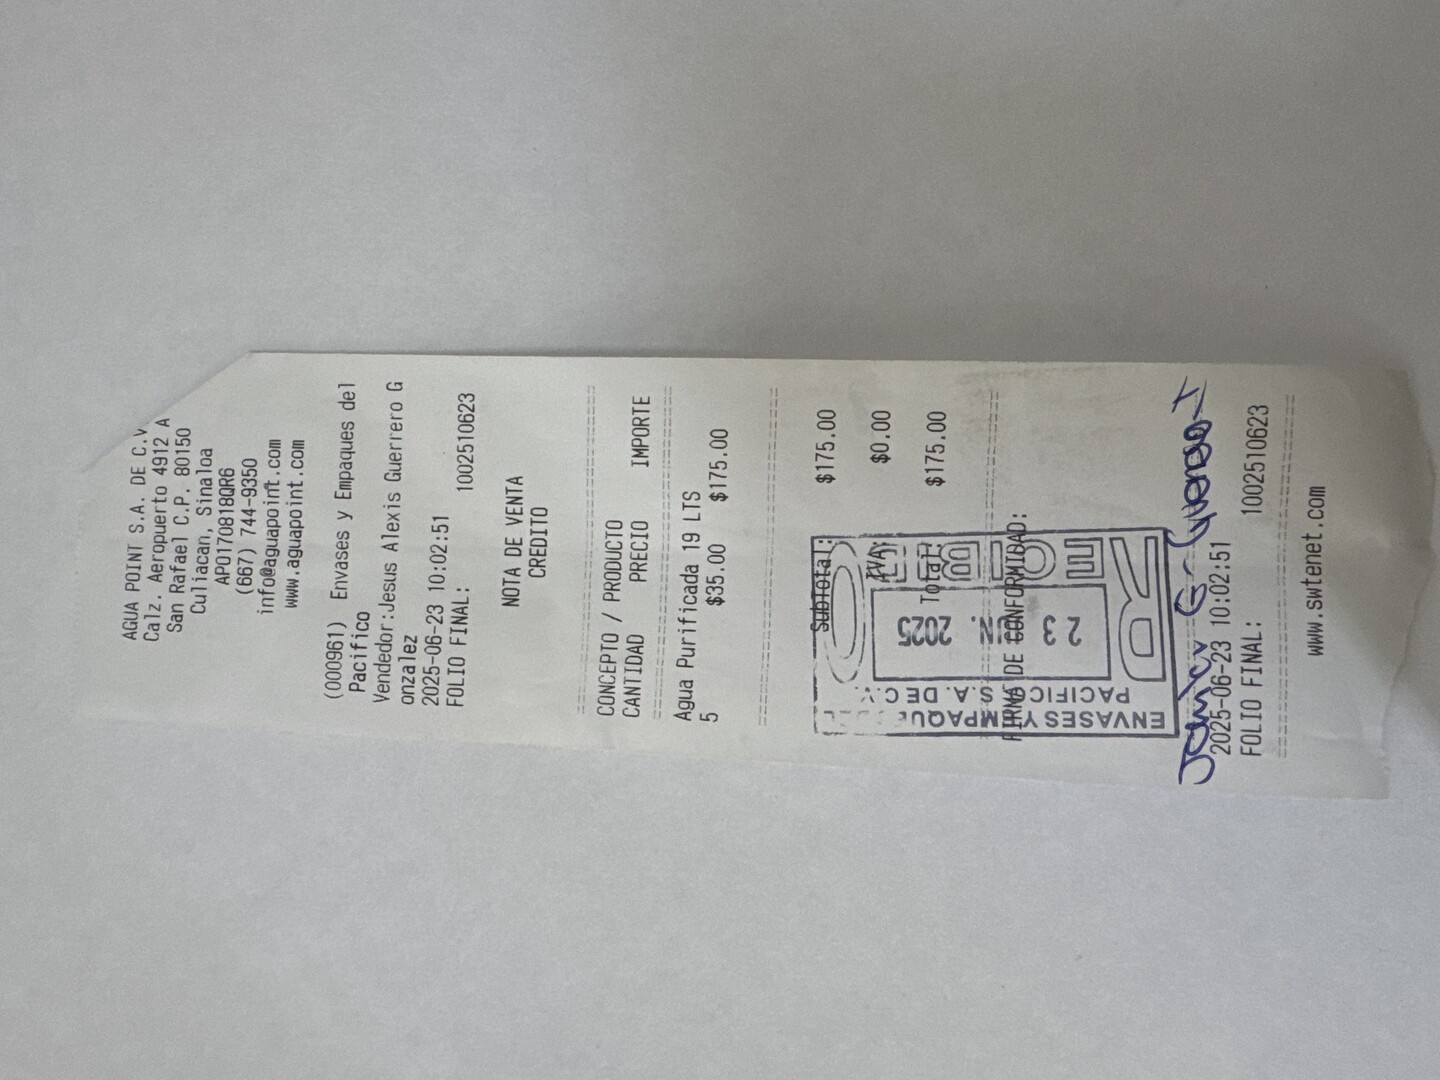 AGUA POINT S.A. DE C.V.
Calz. Aeropuerto 4912 A
San Rafael C.P. 80150
Culiacan, Sinaloa
APO170818QR6
(667) 744-9350
info@aguapoint.com
www.aguapoint.com
(000961) Envases y Empaques del
Pacifico
Vendedor:Jesus Alexis Guerrero G
onzalez
2025-06-23 10:02:51
FOLIO FINAL: 1002510623
NOTA DE VENTA
CREDITO
CONCEPTO / PRODUCTO
CANTIDAD PRECIO IMPORTE
Agua Purificada 19 LTS
5 $35.00 $175.00
SubTotal: $175.00
IVA: $0.00
Total: $175.00
FIRMA DE CONFORMIDAD:
ENVASES Y EMPAQUES DEL
PACIFICO S.A. DE C.V.
23 JUN. 2025
RECIBIDO
2025-06-23 10:02:51
FOLIO FINAL: 1002510623
www.swtenet.com